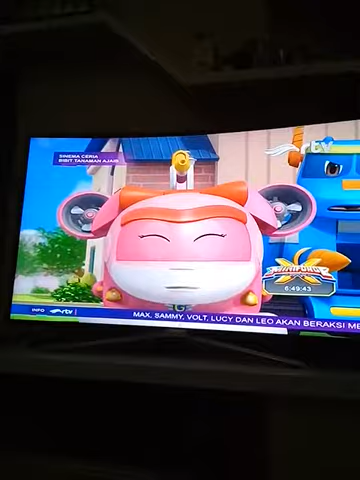 SINEMA CERIA
BIBIT TANAMAN AJAIB
rtv
MINIFORCE
X
6:49:43
INFO rtv
MAX, SAMMY, VOLT, LUCY DAN LEO AKAN BERAKSI ME